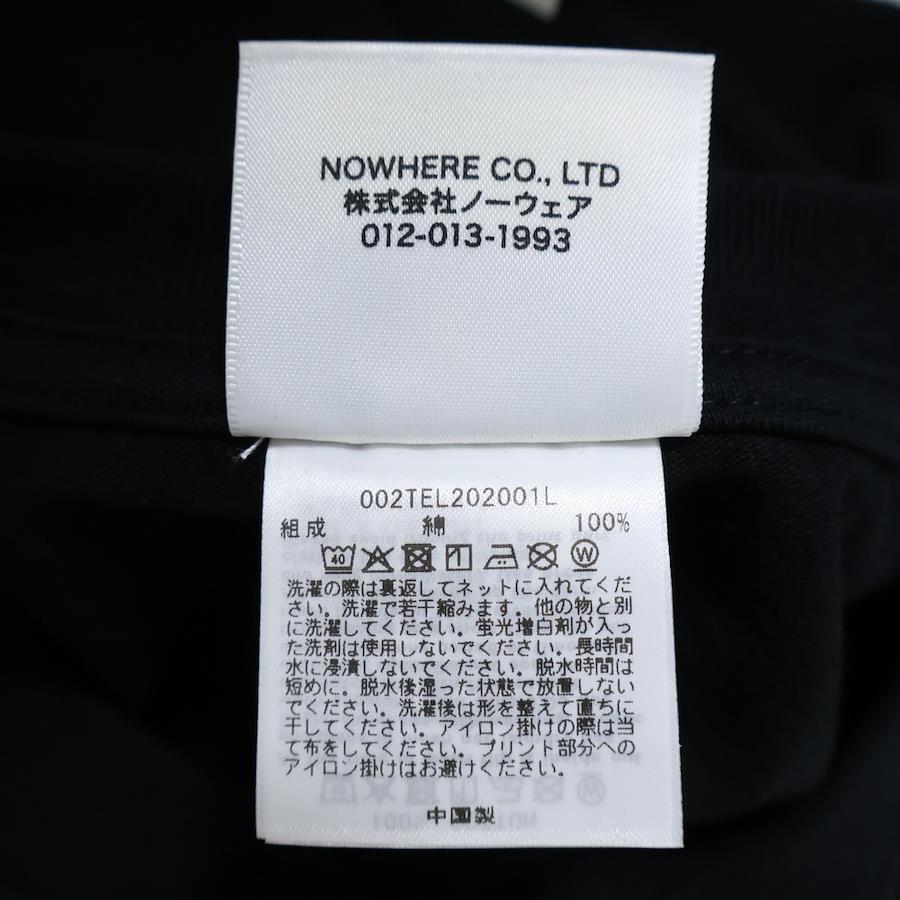 NOWHERE CO., LTD
株式会社ノーウェア
012-013-1993
002TEL202001L
組成 綿 100%
40 W
洗濯の際は裏返してネットに入れてくだ
さい。洗濯で若干縮みます。他の物と別
に洗濯してください。蛍光増白剤が入っ
た洗剤は使用しないでください。長時間
水に浸漬しないでください。脱水時間は
短めに。脱水後湿った状態で放置しない
でください。洗濯後は形を整えて直ちに
干してください。アイロン掛けの際は当
て布をしてください。プリント部分への
アイロン掛けはお避けください。
中国製